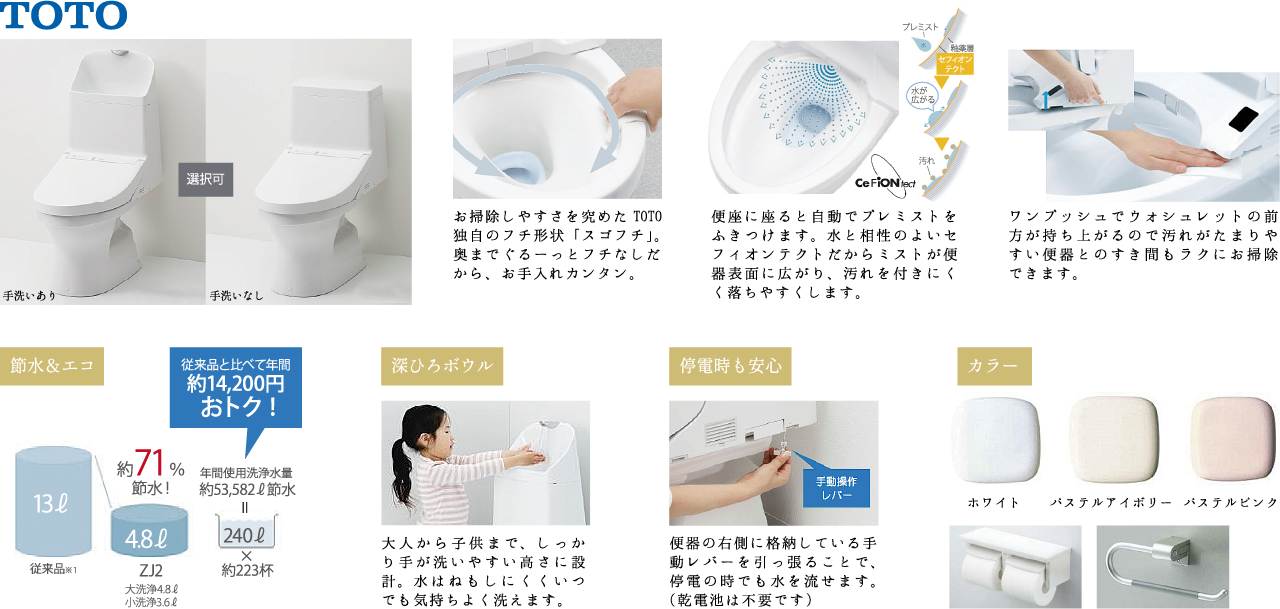 TOTO
選択可
手洗いあり
手洗いなし
お掃除しやすさを究めた TOTO
独自のフチ形状「スゴフチ」。
奥までぐるーっとフチなしだ
から、お手入れカンタン。
プレミスト
水
釉薬層
セフィオン
テクト
水が
広がる
汚れ
CeFiONtect
便座に座ると自動でプレミストを
ふきつけます。水と相性のよいセ
フィオンテクトだからミストが便
器表面に広がり、汚れを付きにく
く落ちやすくします。
ワンプッシュでウォシュレットの前
方が持ち上がるので汚れがたまりや
すい便器とのすき間もラクにお掃除
できます。
節水＆エコ
従来品と比べて年間
約14,200円
おトク！
13ℓ
従来品※1
約71%
節水！
4.8ℓ
ZJ2
大洗浄4.8ℓ
小洗浄3.6ℓ
年間使用洗浄水量
約53,582ℓ節水
=
240ℓ
×
約223杯
深ひろボウル
大人から子供まで、しっか
り手が洗いやすい高さに設
計。水はねもしにくくいつ
でも気持ちよく洗えます。
停電時も安心
手動操作
レバー
便器の右側に格納している手
動レバーを引っ張ることで、
停電の時でも水を流せます。
（乾電池は不要です）
カラー
ホワイト
パステルアイボリー
パステルピンク